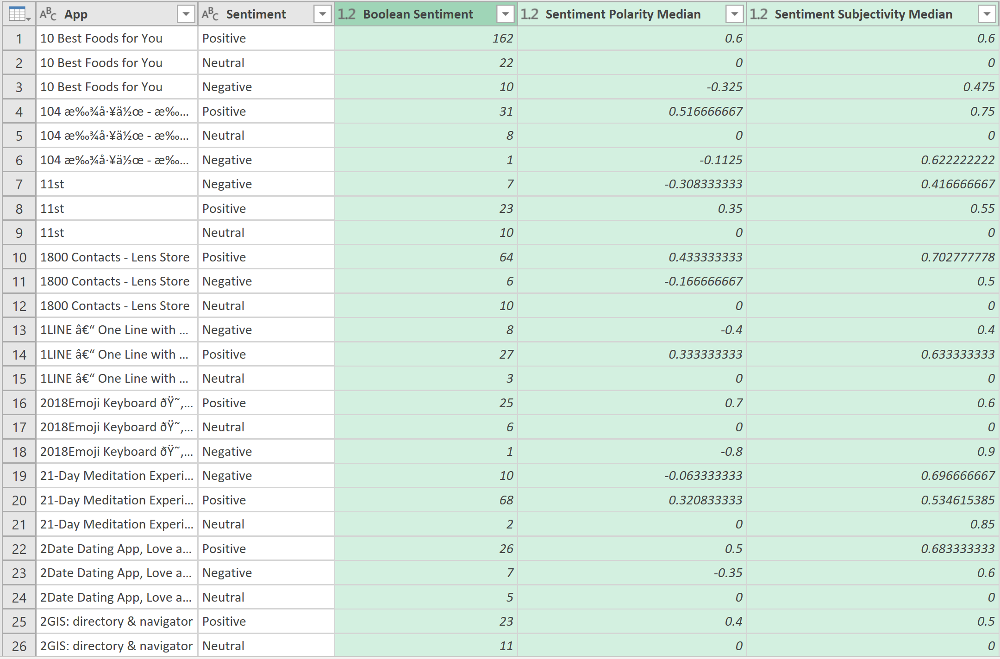 ABC App ABC Sentiment 1.2 Boolean Sentiment 1.2 Sentiment Polarity Median 1.2 Sentiment Subjectivity Median
1 10 Best Foods for You Positive 162 0.6 0.6
2 10 Best Foods for You Neutral 22 0 0
3 10 Best Foods for You Negative 10 -0.325 0.475
4 104 æ‰¾å·¥ä½œ - æ‰... Positive 31 0.516666667 0.75
5 104 æ‰¾å·¥ä½œ - æ‰... Neutral 8 0 0
6 104 æ‰¾å·¥ä½œ - æ‰... Negative 1 -0.1125 0.622222222
7 11st Negative 7 -0.308333333 0.416666667
8 11st Positive 23 0.35 0.55
9 11st Neutral 10 0 0
10 1800 Contacts - Lens Store Positive 64 0.433333333 0.702777778
11 1800 Contacts - Lens Store Negative 6 -0.166666667 0.5
12 1800 Contacts - Lens Store Neutral 10 0 0
13 1LINE â€“ One Line with ... Negative 8 -0.4 0.4
14 1LINE â€“ One Line with ... Positive 27 0.333333333 0.633333333
15 1LINE â€“ One Line with ... Neutral 3 0 0
16 2018Emoji Keyboard ðŸ˜‚... Positive 25 0.7 0.6
17 2018Emoji Keyboard ðŸ˜‚... Neutral 6 0 0
18 2018Emoji Keyboard ðŸ˜‚... Negative 1 -0.8 0.9
19 21-Day Meditation Experi... Negative 10 -0.063333333 0.696666667
20 21-Day Meditation Experi... Positive 68 0.320833333 0.534615385
21 21-Day Meditation Experi... Neutral 2 0 0.85
22 2Date Dating App, Love a... Positive 26 0.5 0.683333333
23 2Date Dating App, Love a... Negative 7 -0.35 0.6
24 2Date Dating App, Love a... Neutral 5 0 0
25 2GIS: directory & navigator Positive 23 0.4 0.5
26 2GIS: directory & navigator Neutral 11 0 0